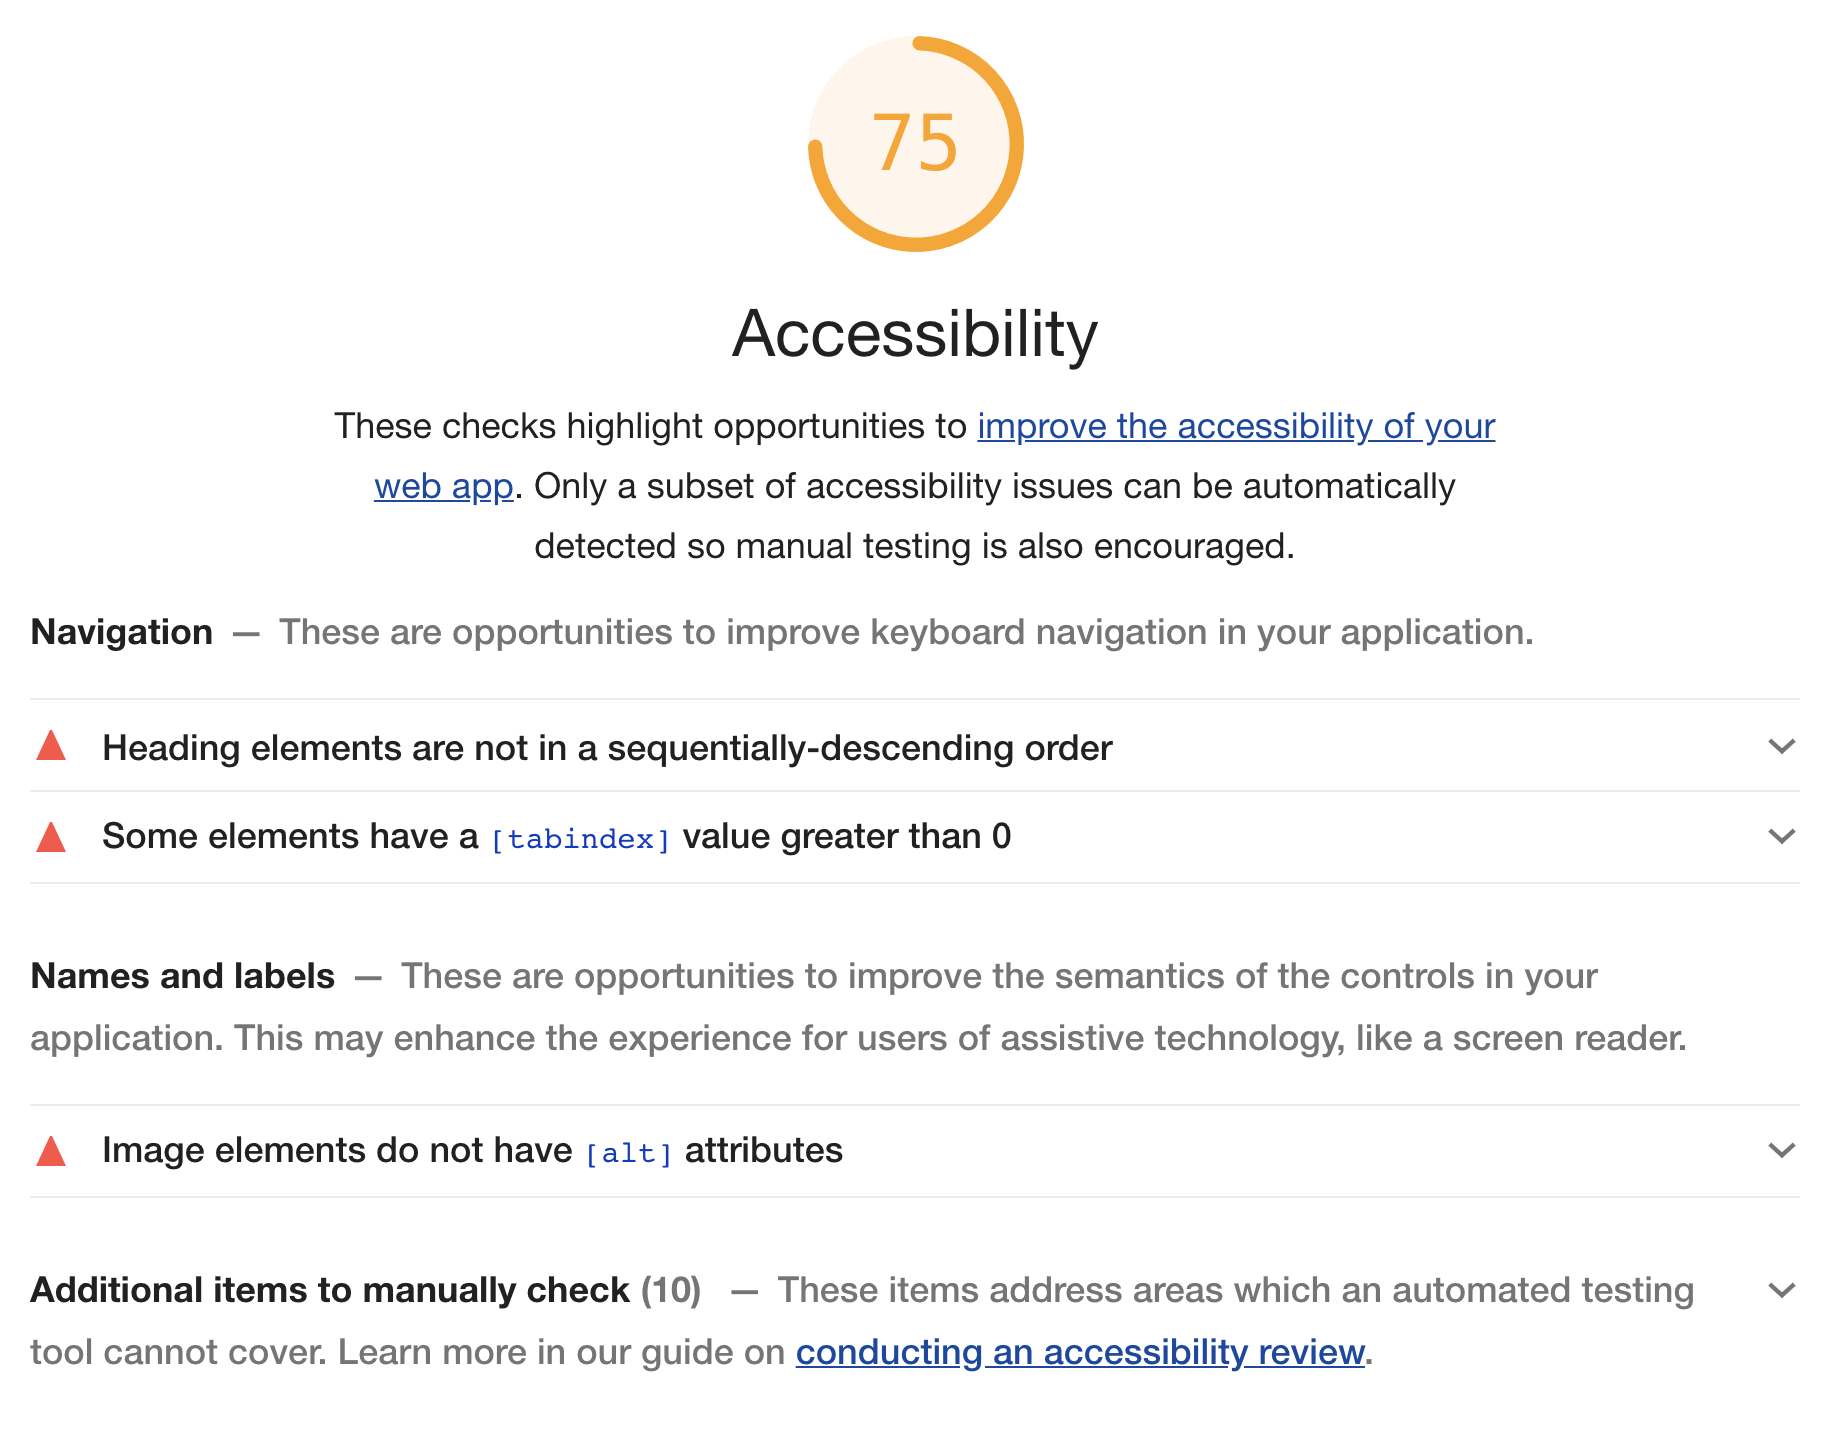 75
Accessibility
These checks highlight opportunities to improve the accessibility of your
web app. Only a subset of accessibility issues can be automatically
detected so manual testing is also encouraged.
Navigation — These are opportunities to improve keyboard navigation in your application.
Heading elements are not in a sequentially-descending order
Some elements have a [tabindex] value greater than 0
Names and labels — These are opportunities to improve the semantics of the controls in your
application. This may enhance the experience for users of assistive technology, like a screen reader.
Image elements do not have [alt] attributes
Additional items to manually check (10) — These items address areas which an automated testing
tool cannot cover. Learn more in our guide on conducting an accessibility review.